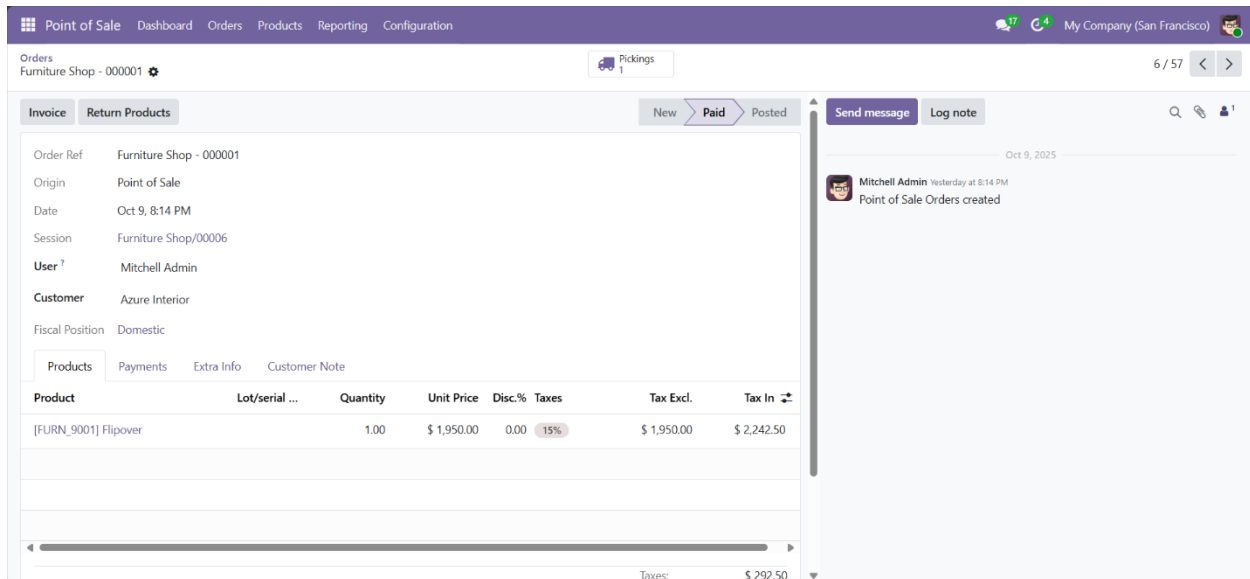 Point of Sale Dashboard Orders Products Reporting Configuration 17 4 My Company (San Francisco)
Orders
Furniture Shop - 000001
Pickings
1
6 / 57
Invoice Return Products New Paid Posted
Send message Log note 1
Order Ref Furniture Shop - 000001
Origin Point of Sale
Date Oct 9, 8:14 PM
Session Furniture Shop/00006
User ? Mitchell Admin
Customer Azure Interior
Fiscal Position Domestic
Oct 9, 2025
Mitchell Admin Yesterday at 8:14 PM
Point of Sale Orders created
Products Payments Extra Info Customer Note
Product Lot/serial ... Quantity Unit Price Disc.% Taxes Tax Excl. Tax In
[FURN_9001] Flipover 1.00 $ 1,950.00 0.00 15% $ 1,950.00 $ 2,242.50
Taxes: $ 292.50